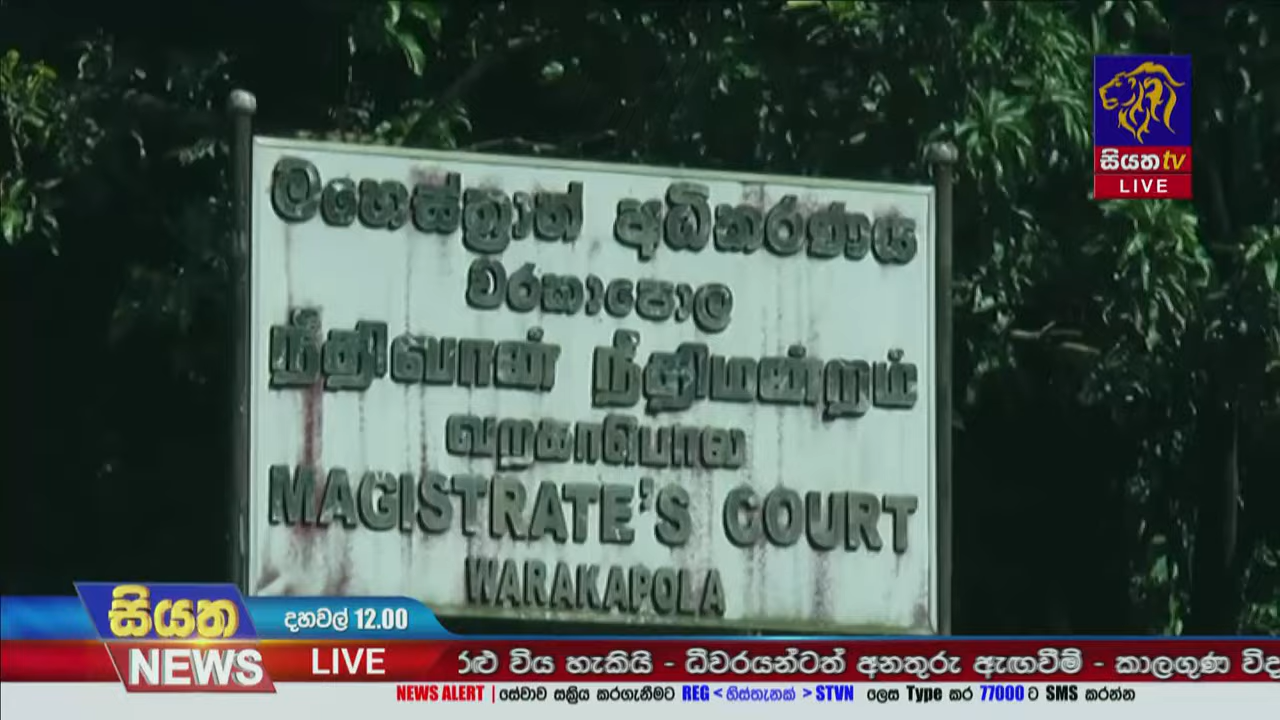 සියත tv
LIVE
මහෙස්ත්‍රාත් අධිකරණය
වරකාපොල
நீதிவான் நீதிமன்றம்
வறகாபொல
MAGISTRATE'S COURT
WARAKAPOLA
සියත
NEWS
දහවල් 12.00
LIVE
රළු විය හැකියි - ධීවරයන්ටත් අනතුරු ඇඟවීම් - කාලගුණ විද
NEWS ALERT | සේවාව සක්‍රිය කරගැනීමට REG < හිස්තැනක් > STVN ලෙස Type කර 77000 ට SMS කරන්න